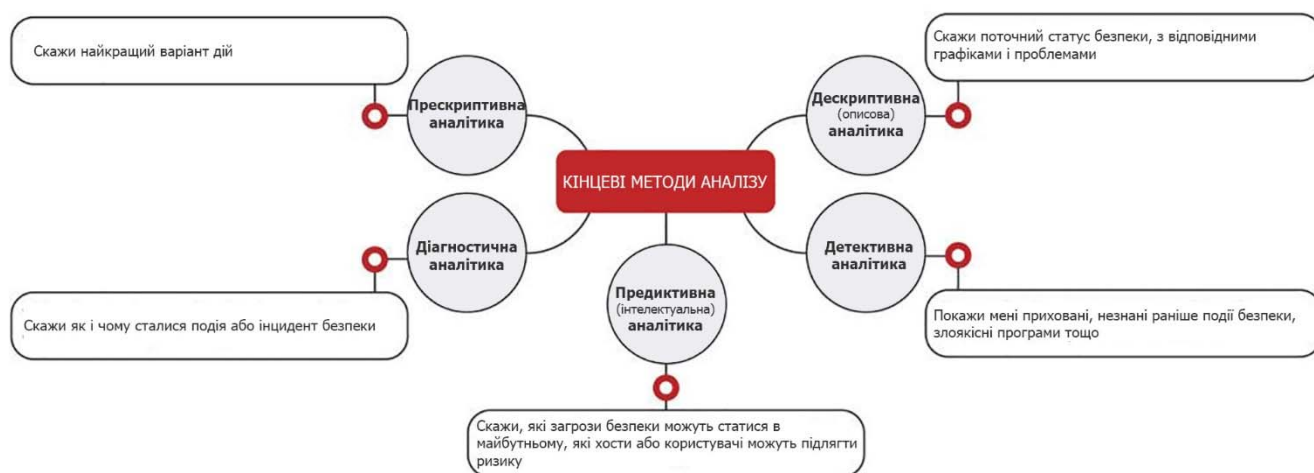 Скажи найкращий варіант дій
Скажи поточний статус безпеки, з відповідними
графіками і проблемами
Прескриптивна
аналітика
Дескриптивна
(описова)
аналітика
КІНЦЕВІ МЕТОДИ АНАЛІЗУ
Діагностична
аналітика
Детективна
аналітика
Предиктивна
(інтелектуальна)
аналітика
Скажи як і чому сталися подія або інцидент безпеки
Покажи мені приховані, незнані раніше події безпеки,
злоякісні програми тощо
Скажи, які загрози безпеки можуть статися в
майбутньому, які хости або користувачі можуть підлягти
ризику